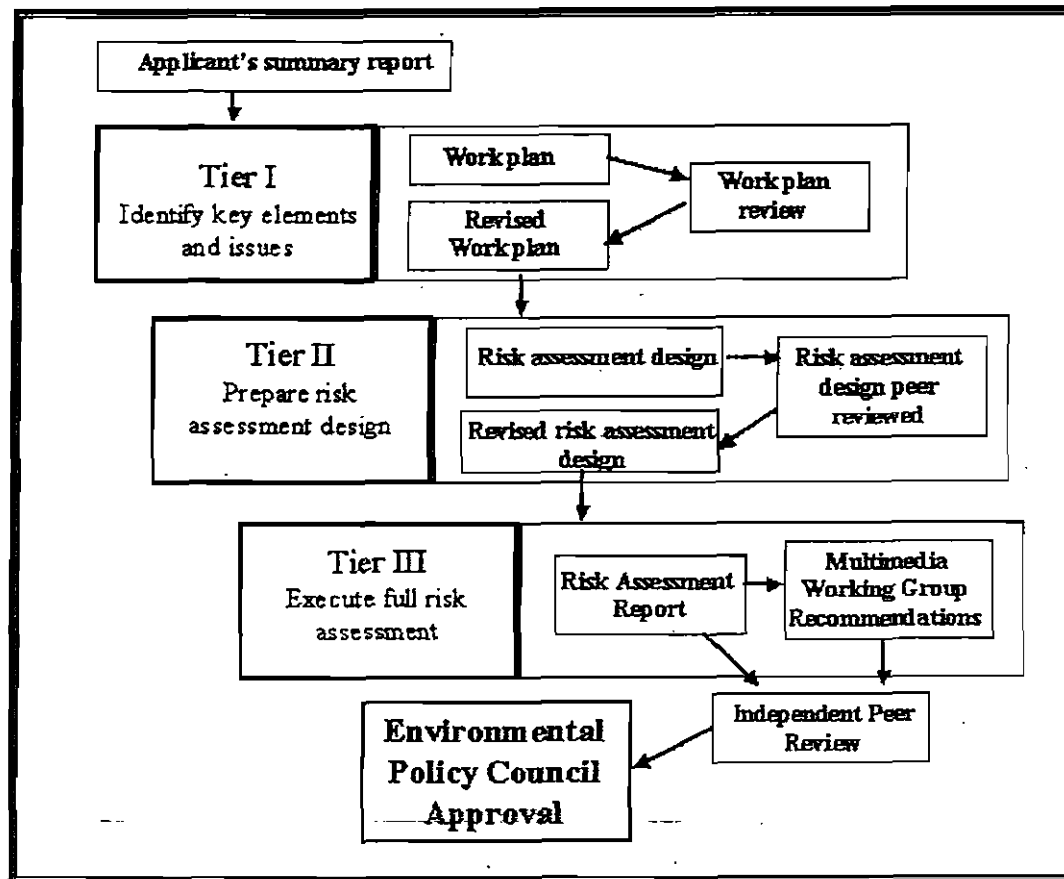 Applicant's summary report
Tier I
Identify key elements
and issues
Workplan
Workplan
review
Revised
Workplan
Tier II
Prepare risk
assessment design
Risk assessment design
Risk assessment
design peer
reviewed
Revised risk assessment
design
Tier III
Execute full risk
assessment
Risk Assessment
Report
Multimedia
Working Group
Recommendations
Independent Peer
Review
Environmental
Policy Council
Approval